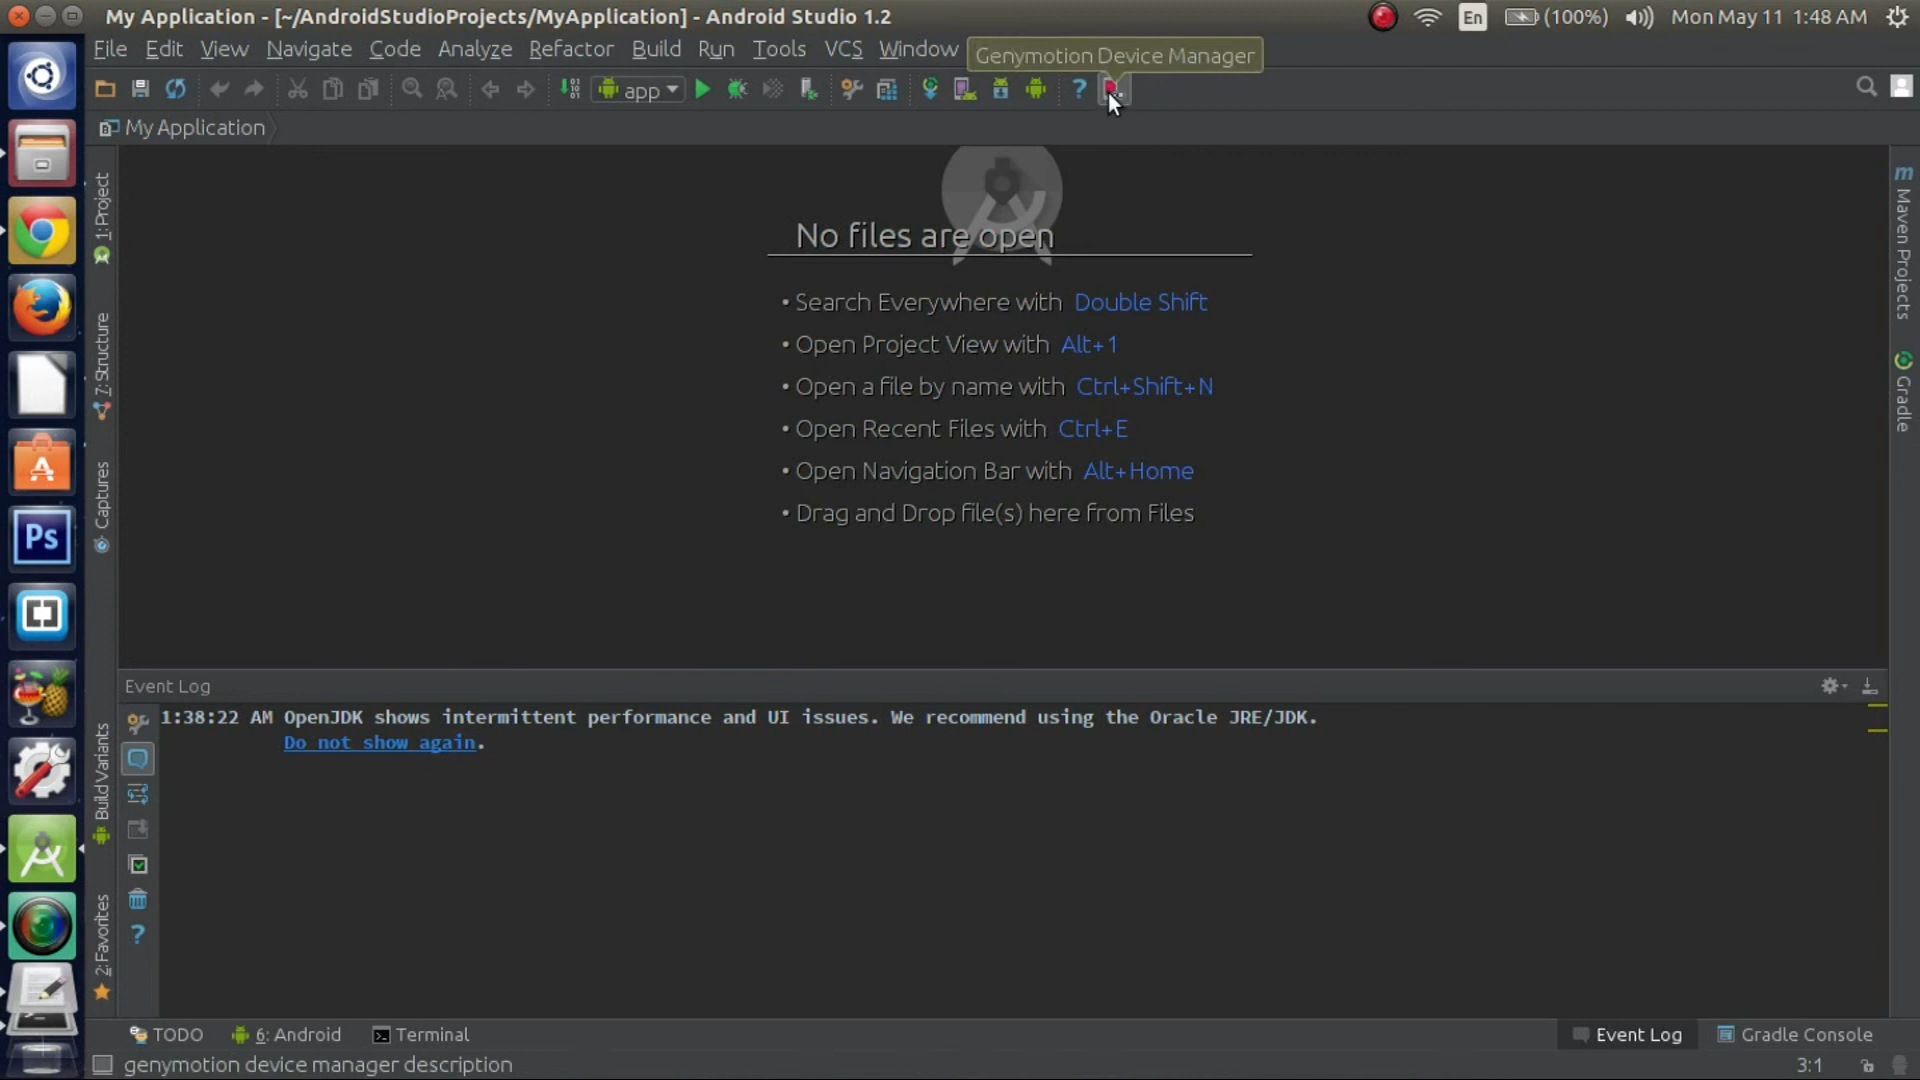 My Application - [~/AndroidStudioProjects/MyApplication] - Android Studio 1.2
En (100%) Mon May 11 1:48 AM
File Edit View Navigate Code Analyze Refactor Build Run Tools VCS Window
Genymotion Device Manager
app
?
My Application
1: Project
7: Structure
Captures
Build Variants
2: Favorites
Ps
No files are open
• Search Everywhere with Double Shift
• Open Project View with Alt+1
• Open a file by name with Ctrl+Shift+N
• Open Recent Files with Ctrl+E
• Open Navigation Bar with Alt+Home
• Drag and Drop file(s) here from Files
m
Maven Projects
Gradle
Event Log
1:38:22 AM OpenJDK shows intermittent performance and UI issues. We recommend using the Oracle JRE/JDK.
Do not show again.
?
TODO 6: Android Terminal Event Log Gradle Console
genymotion device manager description 3:1